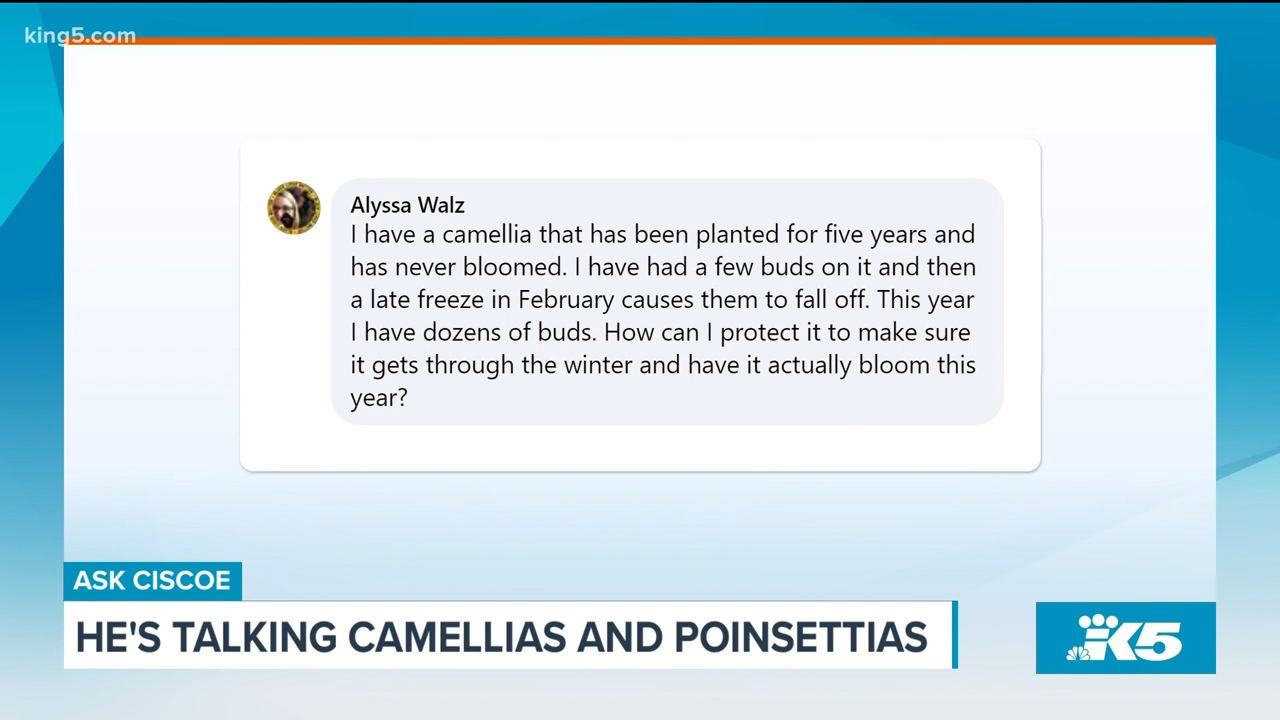 king5.com
Alyssa Walz
I have a camellia that has been planted for five years and
has never bloomed. I have had a few buds on it and then
a late freeze in February causes them to fall off. This year
I have dozens of buds. How can I protect it to make sure
it gets through the winter and have it actually bloom this
year?
ASK CISCOE
HE'S TALKING CAMELLIAS AND POINSETTIAS
K5